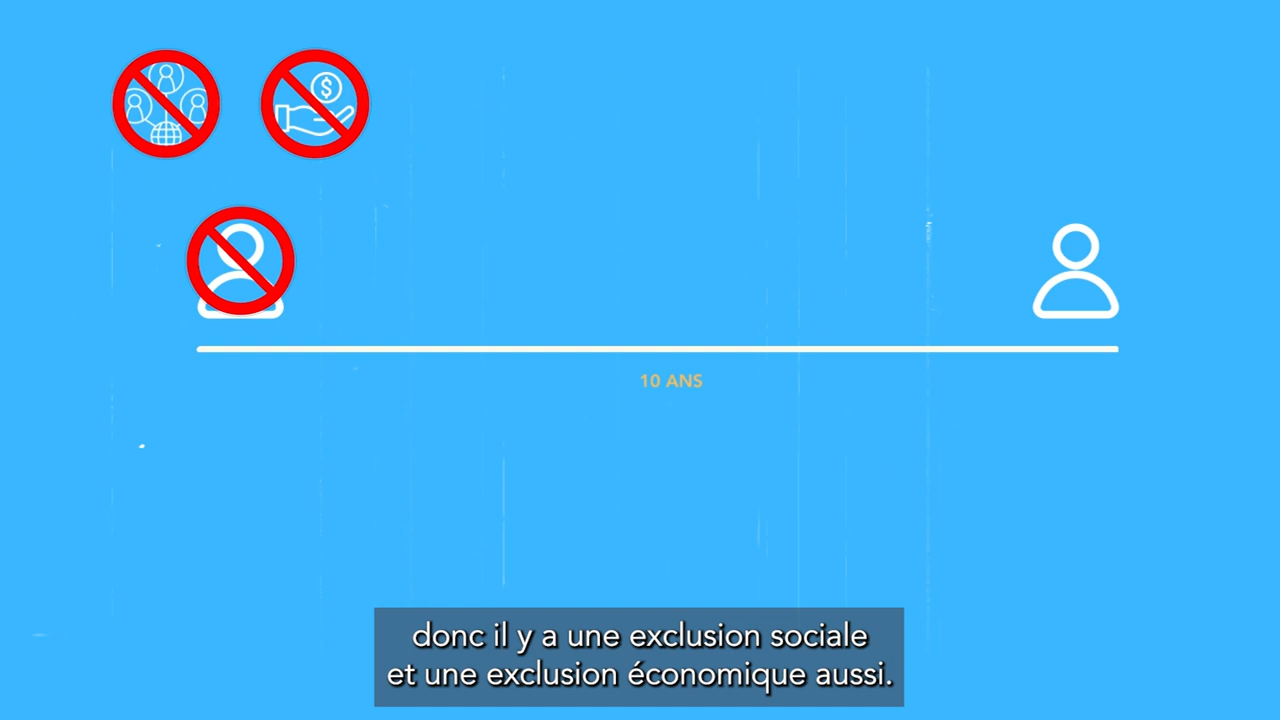 $
10 ANS
donc il y a une exclusion sociale
et une exclusion économique aussi.